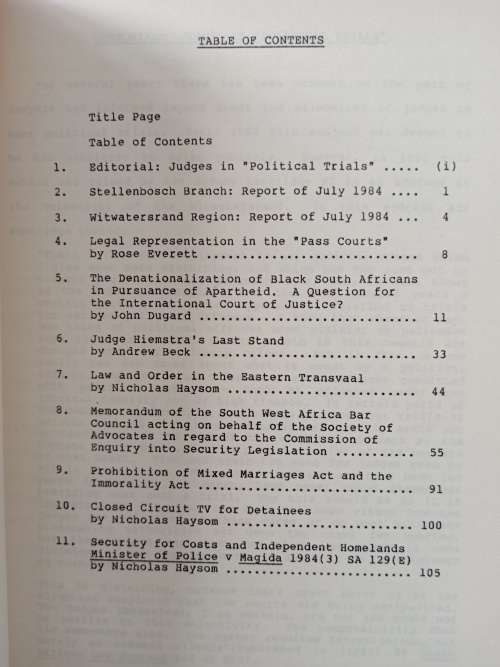 TABLE OF CONTENTS
Title Page
Table of Contents
1. Editorial: Judges in "Political Trials" ..... (i)
2. Stellenbosch Branch: Report of July 1984 .... 1
3. Witwatersrand Region: Report of July 1984 ... 4
4. Legal Representation in the "Pass Courts"
by Rose Everett ............................. 8
5. The Denationalization of Black South Africans
in Pursuance of Apartheid. A Question for
the International Court of Justice?
by John Dugard .............................. 11
6. Judge Hiemstra's Last Stand
by Andrew Beck .............................. 33
7. Law and Order in the Eastern Transvaal
by Nicholas Haysom .......................... 44
8. Memorandum of the South West Africa Bar
Council acting on behalf of the Society of
Advocates in regard to the Commission of
Enquiry into Security Legislation ........... 55
9. Prohibition of Mixed Marriages Act and the
Immorality Act .............................. 91
10. Closed Circuit TV for Detainees
by Nicholas Haysom .......................... 100
11. Security for Costs and Independent Homelands
Minister of Police v Magida 1984(3) SA 129(E)
by Nicholas Haysom .......................... 105